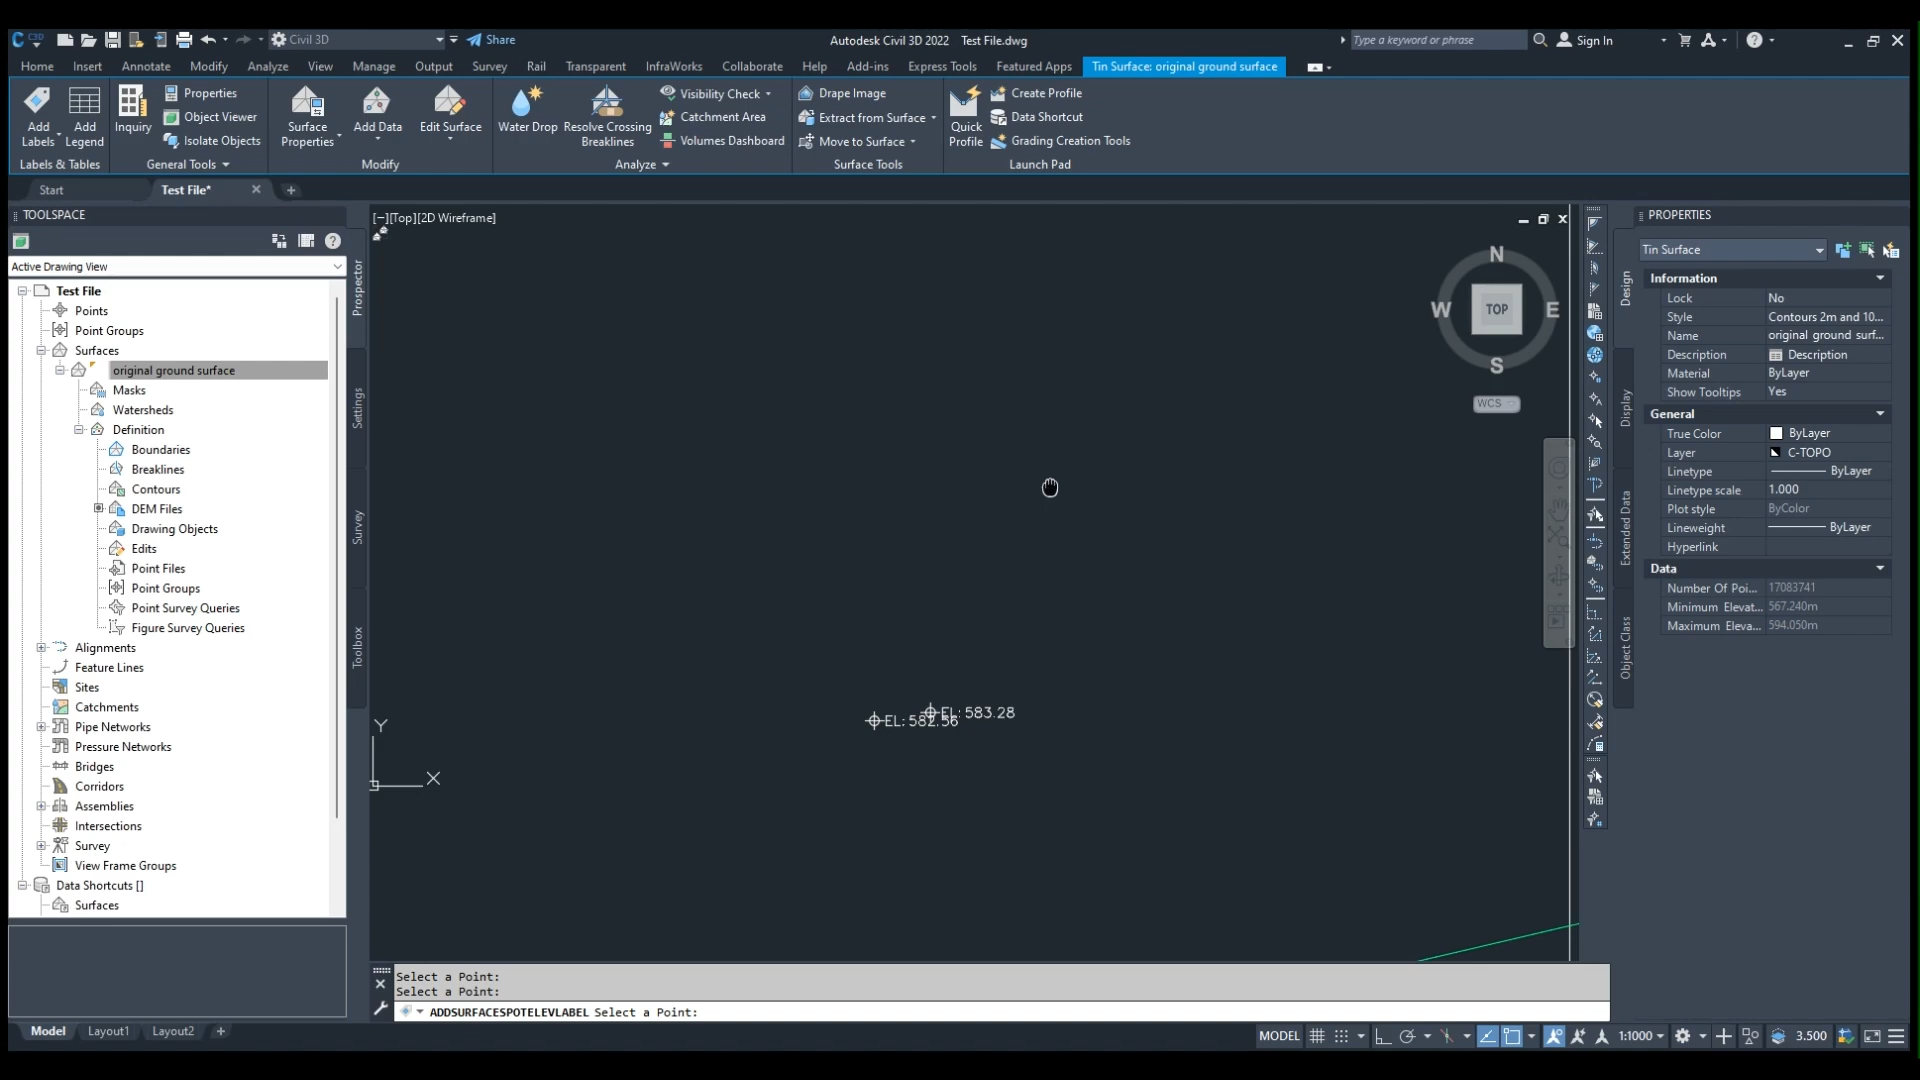 C3D
Civil 3D
Share
Autodesk Civil 3D 2022 Test File.dwg
Type a keyword or phrase
Sign In
Home Insert Annotate Modify Analyze View Manage Output Survey Rail Transparent InfraWorks Collaborate Help Add-ins Express Tools Featured Apps Tin Surface: original ground surface
Add Labels
Add Legend
Labels & Tables
Inquiry
Properties
Object Viewer
Isolate Objects
General Tools
Surface Properties
Add Data
Edit Surface
Modify
Water Drop
Resolve Crossing Breaklines
Visibility Check
Catchment Area
Volumes Dashboard
Analyze
Drape Image
Extract from Surface
Move to Surface
Surface Tools
Quick Profile
Create Profile
Data Shortcut
Grading Creation Tools
Launch Pad
Start
Test File*
TOOLSPACE
Active Drawing View
Test File
Points
Point Groups
Surfaces
original ground surface
Masks
Watersheds
Definition
Boundaries
Breaklines
Contours
DEM Files
Drawing Objects
Edits
Point Files
Point Groups
Point Survey Queries
Figure Survey Queries
Alignments
Feature Lines
Sites
Catchments
Pipe Networks
Pressure Networks
Bridges
Corridors
Assemblies
Intersections
Survey
View Frame Groups
Data Shortcuts []
Surfaces
Prospector
Settings
Survey
Toolbox
[−][Top][2D Wireframe]
N
W
TOP
E
S
WCS
EL: 582.56
EL: 583.28
Y
X
Select a Point:
Select a Point:
ADDSURFACESPOTELEVLABEL Select a Point:
PROPERTIES
Tin Surface
Design
Display
Extended Data
Object Class
Information
Lock No
Style Contours 2m and 10...
Name original ground surf...
Description Description
Material ByLayer
Show Tooltips Yes
General
True Color ByLayer
Layer C-TOPO
Linetype ByLayer
Linetype scale 1.000
Plot style ByColor
Lineweight ByLayer
Hyperlink
Data
Number Of Poi... 17083741
Minimum Elevat... 567.240m
Maximum Eleva... 594.050m
Model Layout1 Layout2 +
MODEL 1:1000 3.500